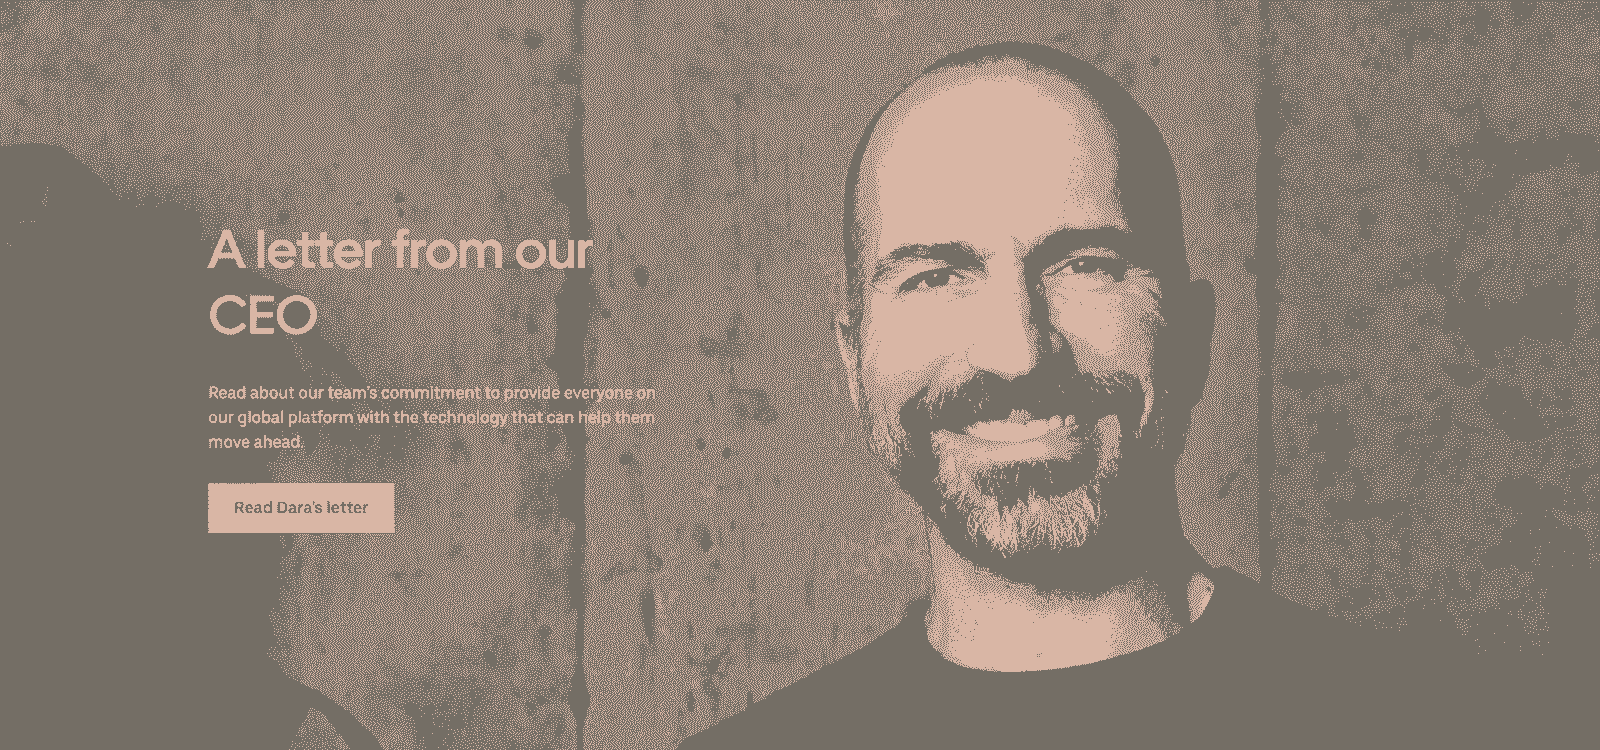 A letter from our
CEO
Read about our team's commitment to provide everyone on
our global platform with the technology that can help them
move ahead.
Read Dara's letter